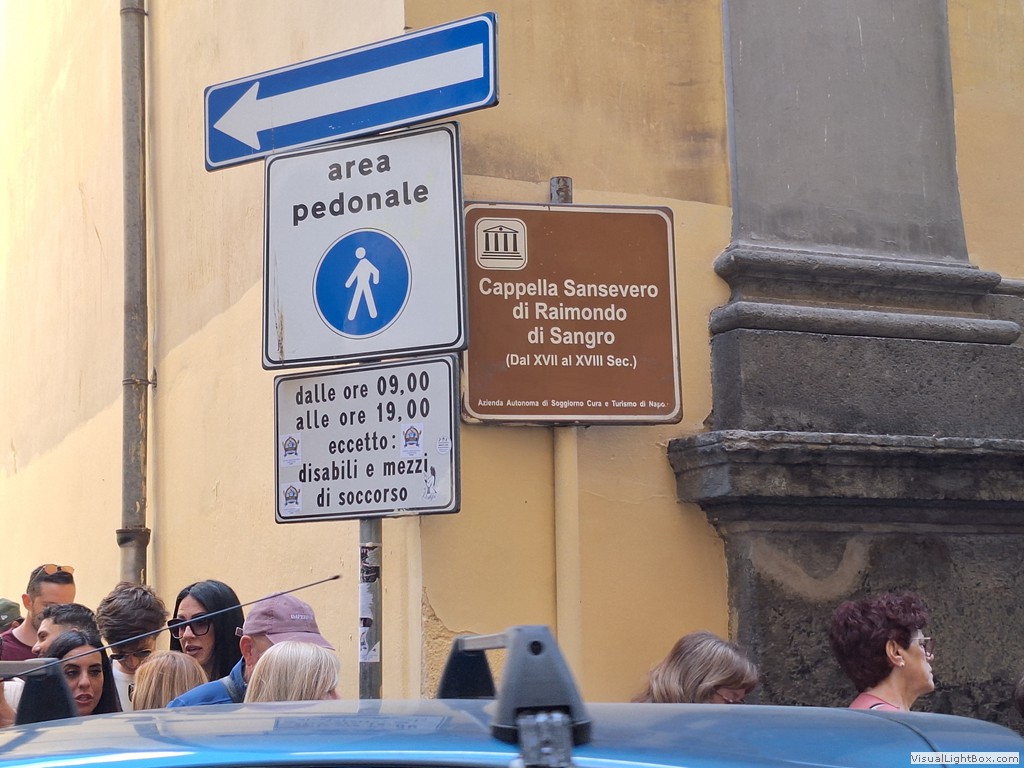 area
pedonale
dalle ore 09,00
alle ore 19,00
eccetto:
disabili e mezzi
di soccorso
Cappella Sansevero
di Raimondo
di Sangro
(Dal XVII al XVIII Sec.)
Azienda Autonoma di Soggiorno Cura e Turismo di Napo
VisualLightBox.com